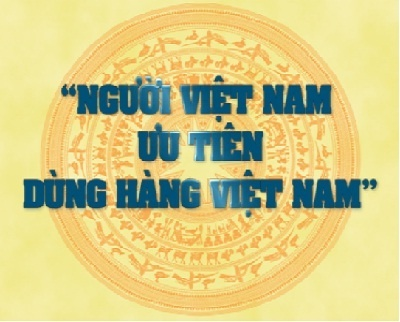 “NGƯỜI VIỆT NAM
ƯU TIÊN
DÙNG HÀNG VIỆT NAM”